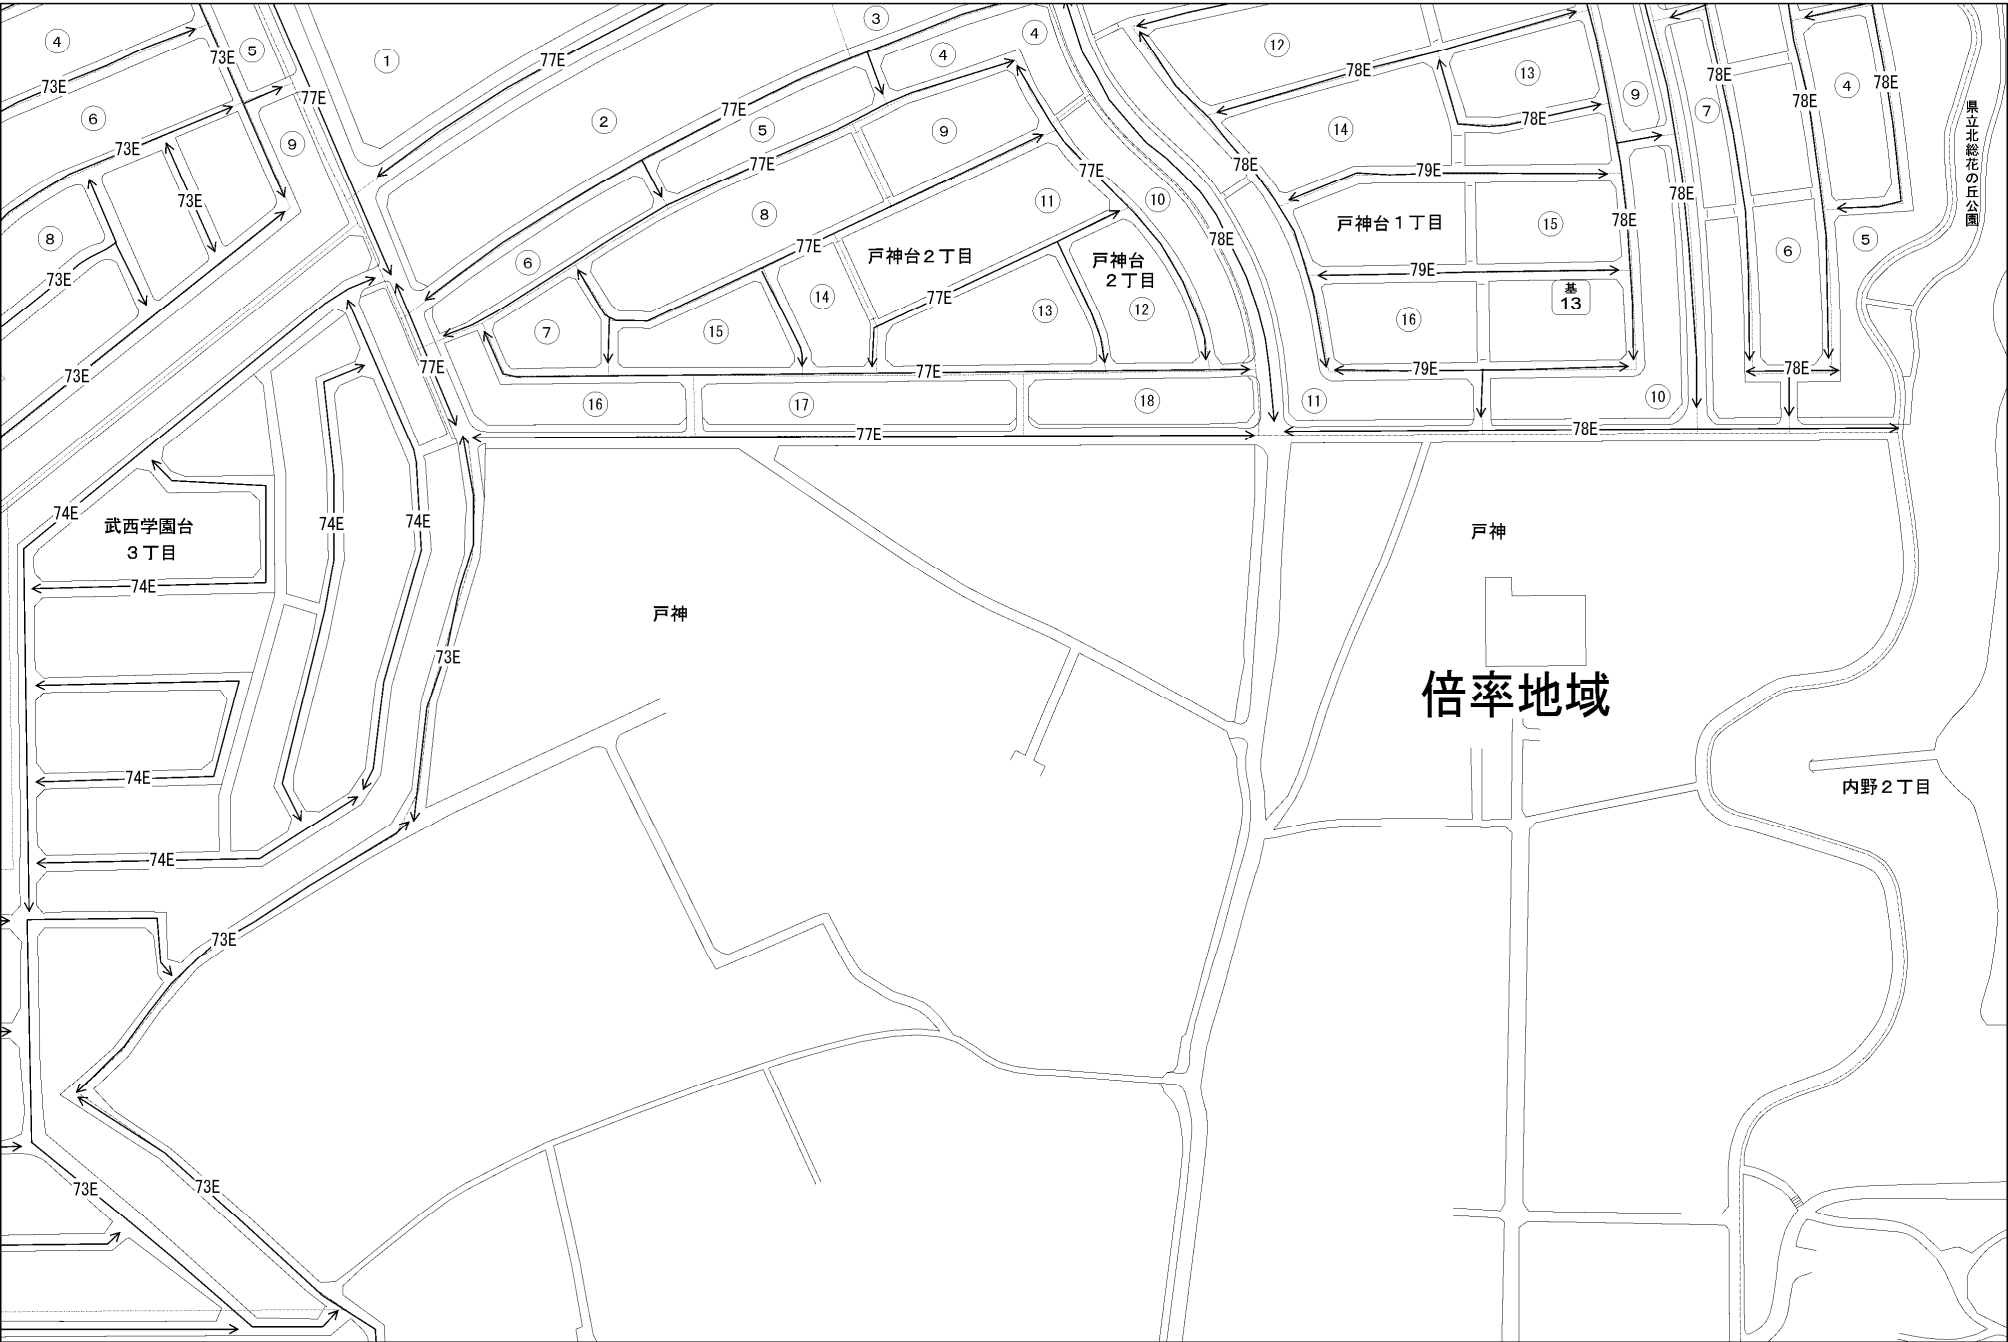 ④
⑤
①
③
④
④
⑫
⑬
⑨
⑦
④
73E
77E
77E
78E
78E
78E
78E
73E
⑥
⑨
②
77E
⑤
⑨
⑭
78E
県立北総花の丘公園
73E
73E
77E
77E
78E
79E
78E
⑧
73E
⑧
77E
⑪
⑩
78E
戸神台1丁目
⑮
78E
⑥
⑤
⑥
戸神台2丁目
戸神台
2丁目
79E
⑭
77E
⑬
⑫
基
13
⑦
⑮
⑯
73E
77E
77E
79E
78E
⑯
⑰
⑱
⑪
⑩
77E
78E
74E
武西学園台
3丁目
74E
74E
戸神
74E
戸神
73E
倍率地域
74E
内野2丁目
74E
73E
73E
73E